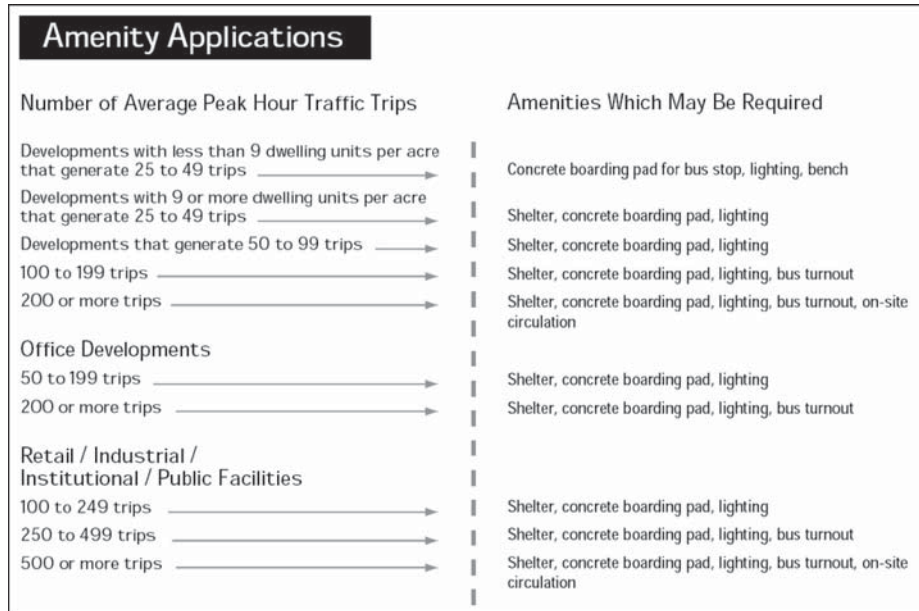 Amenity Applications
Number of Average Peak Hour Traffic Trips
Amenities Which May Be Required
Developments with less than 9 dwelling units per acre
that generate 25 to 49 trips
Concrete boarding pad for bus stop, lighting, bench
Developments with 9 or more dwelling units per acre
that generate 25 to 49 trips
Shelter, concrete boarding pad, lighting
Developments that generate 50 to 99 trips
Shelter, concrete boarding pad, lighting
100 to 199 trips
Shelter, concrete boarding pad, lighting, bus turnout
200 or more trips
Shelter, concrete boarding pad, lighting, bus turnout, on-site
circulation
Office Developments
50 to 199 trips
Shelter, concrete boarding pad, lighting
200 or more trips
Shelter, concrete boarding pad, lighting, bus turnout
Retail / Industrial /
Institutional / Public Facilities
100 to 249 trips
Shelter, concrete boarding pad, lighting
250 to 499 trips
Shelter, concrete boarding pad, lighting, bus turnout
500 or more trips
Shelter, concrete boarding pad, lighting, bus turnout, on-site
circulation